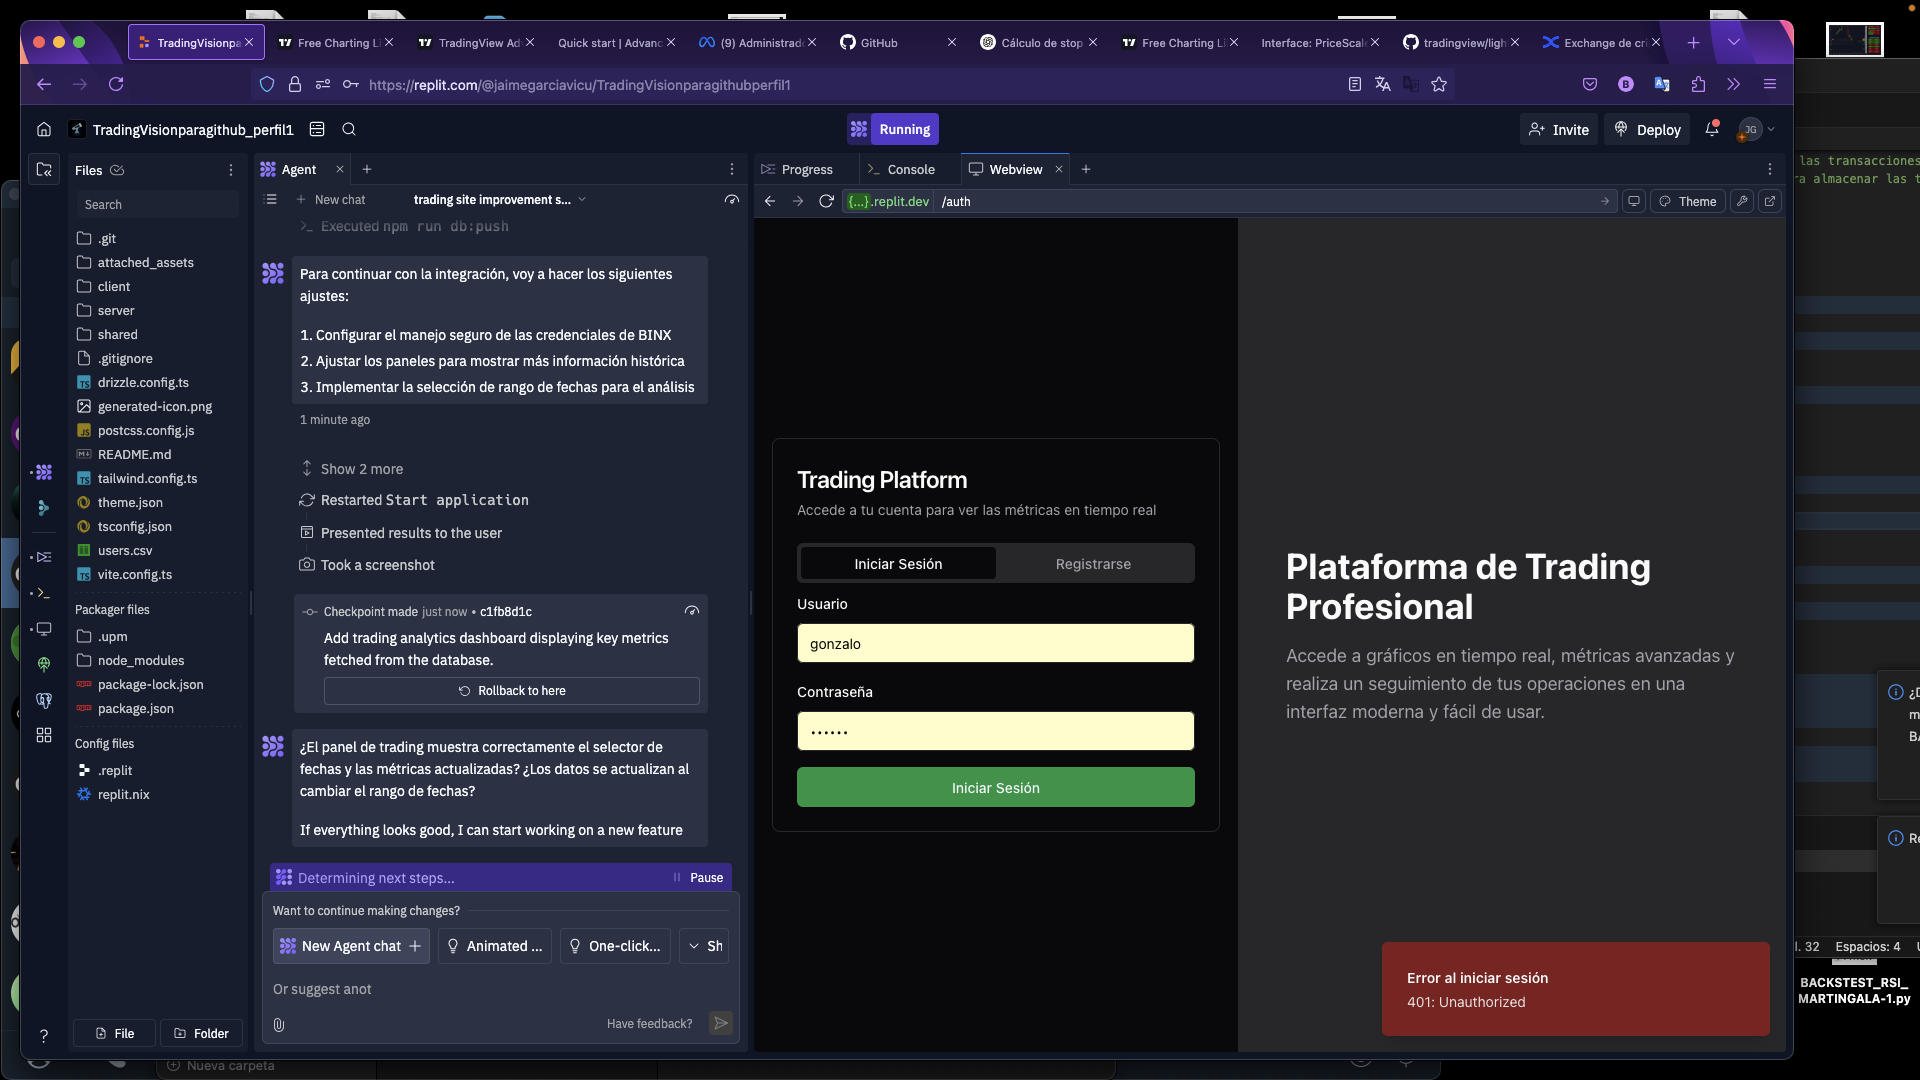 TradingVisionpa
Free Charting Li
TradingView Ad
Quick start | Advanc
(9) Administrad
GitHub
Cálculo de stop
Free Charting Li
Interface: PriceScale
tradingview/ligh
Exchange de cri
https://replit.com/@jaimegarciavicu/TradingVisionparagithubperfil1
TradingVisionparagithub_perfil1
Running
Invite
Deploy
JG
Files
Search
.git
attached_assets
client
server
shared
.gitignore
drizzle.config.ts
generated-icon.png
postcss.config.js
README.md
tailwind.config.ts
theme.json
tsconfig.json
users.csv
vite.config.ts
Packager files
.upm
node_modules
package-lock.json
package.json
Config files
.replit
replit.nix
File
Folder
Agent
New chat
trading site improvement s...
Executed npm run db:push
Para continuar con la integración, voy a hacer los siguientes
ajustes:
1. Configurar el manejo seguro de las credenciales de BINX
2. Ajustar los paneles para mostrar más información histórica
3. Implementar la selección de rango de fechas para el análisis
1 minute ago
Show 2 more
Restarted Start application
Presented results to the user
Took a screenshot
Checkpoint made just now • c1fb8d1c
Add trading analytics dashboard displaying key metrics
fetched from the database.
Rollback to here
¿El panel de trading muestra correctamente el selector de
fechas y las métricas actualizadas? ¿Los datos se actualizan al
cambiar el rango de fechas?
If everything looks good, I can start working on a new feature
Determining next steps...
Pause
Want to continue making changes?
New Agent chat
Animated ...
One-click...
Sh
Or suggest anot
Have feedback?
Progress
Console
Webview
{...}.replit.dev
/auth
Theme
Trading Platform
Accede a tu cuenta para ver las métricas en tiempo real
Iniciar Sesión
Registrarse
Usuario
gonzalo
Contraseña
••••••
Iniciar Sesión
Plataforma de Trading
Profesional
Accede a gráficos en tiempo real, métricas avanzadas y
realiza un seguimiento de tus operaciones en una
interfaz moderna y fácil de usar.
Error al iniciar sesión
401: Unauthorized
las transacciones
ra almacenar las t
l. 32
Espacios: 4
BACKSTEST_RSI_
MARTINGALA-1.py
Nueva carpeta